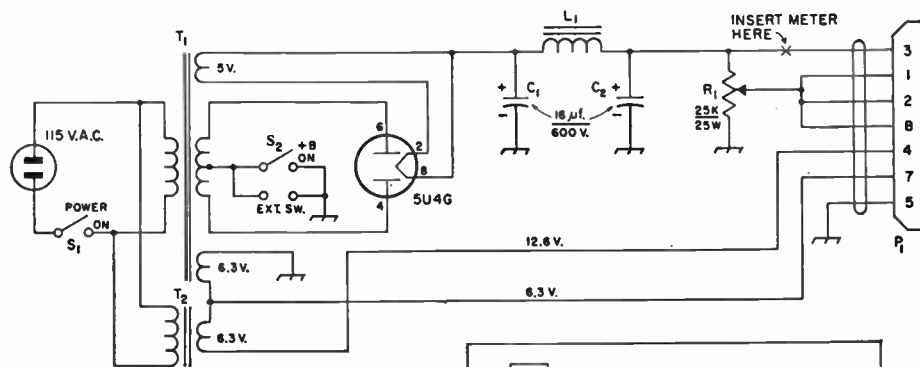 T1
5 V.
115 V.A.C.
POWER
ON
S1
S2
+B
ON
EXT. SW.
6
2
8
4
5U4G
+
C1
-
16 µf.
600 V.
L1
+
C2
-
INSERT METER
HERE
R1
25K
25W
3
1
2
8
4
7
5
P1
6.3 V.
12.6 V.
6.3 V.
T2
6.3 V.